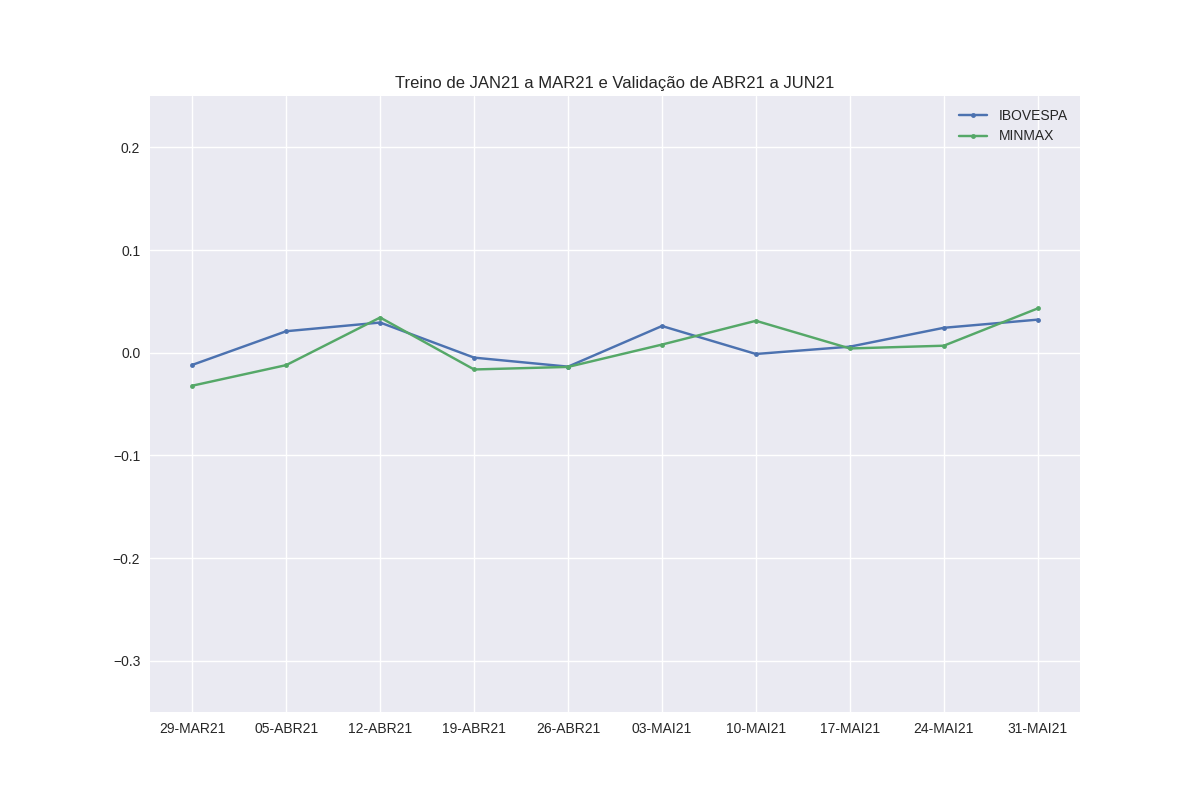 Treino de JAN21 a MAR21 e Validação de ABR21 a JUN21
IBOVESPA
MINMAX
0.2
0.1
0.0
−0.1
−0.2
−0.3
29-MAR21 05-ABR21 12-ABR21 19-ABR21 26-ABR21 03-MAI21 10-MAI21 17-MAI21 24-MAI21 31-MAI21